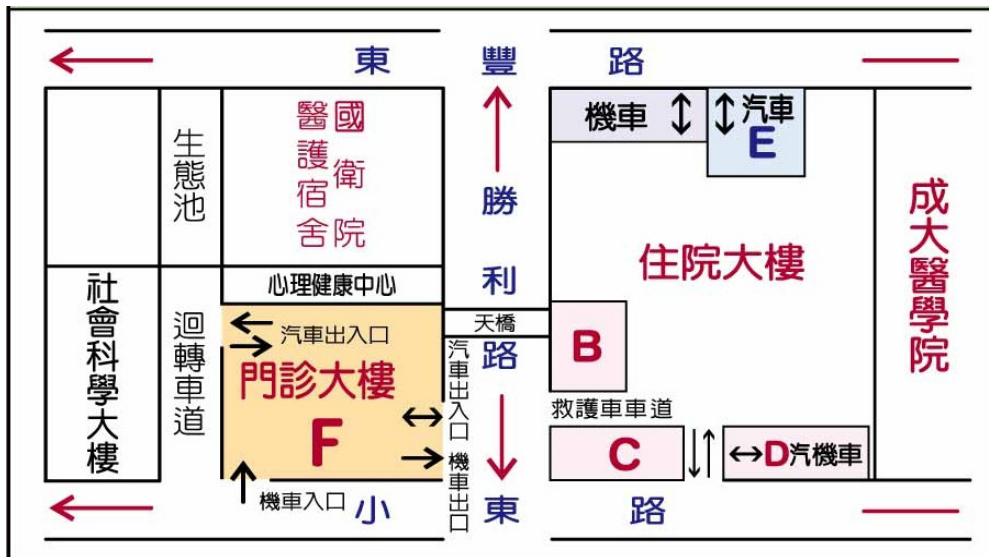 東豐路
機車
汽車
E
生態池
國衛院
醫護宿舍
勝利路
住院大樓
成大醫學院
心理健康中心
天橋
社會科學大樓
迴轉車道
汽車出入口
門診大樓
F
汽車出入口
B
救護車車道
C
D汽機車
機車入口
機車出口
小東路